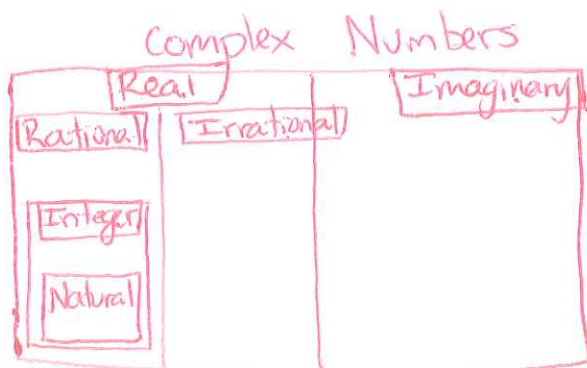 Complex Numbers
Real
Imaginary
Rational
Irrational
Integer
Natural